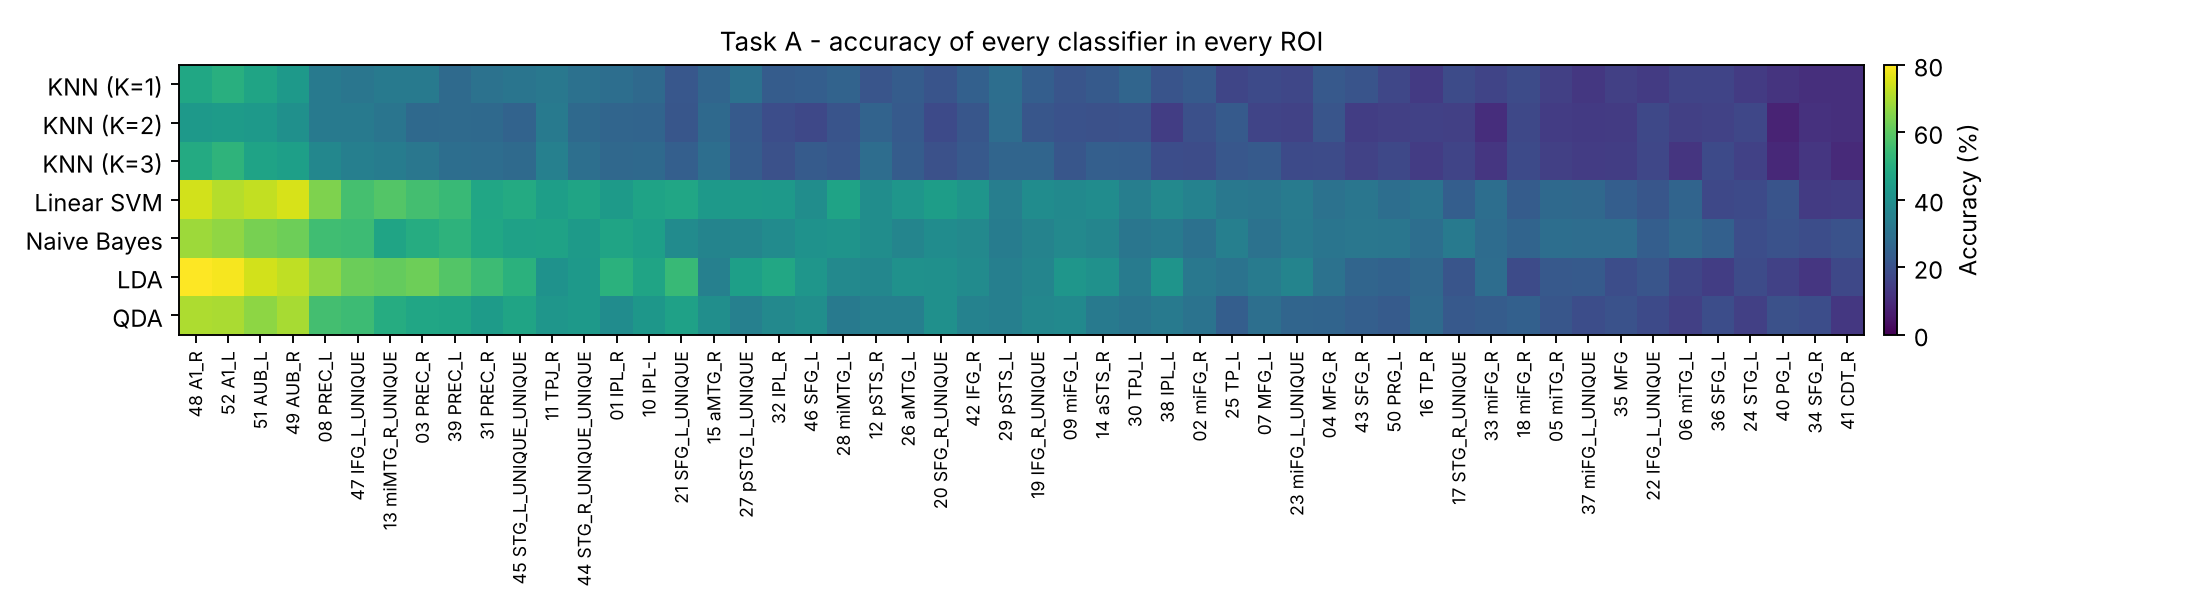 Task A - accuracy of every classifier in every ROI
KNN (K=1)
KNN (K=2)
KNN (K=3)
Linear SVM
Naive Bayes
LDA
QDA
48 A1_R
52 A1_L
51 AUB_L
49 AUB_R
08 PREC_L
47 IFG_L_UNIQUE
13 miMTG_R_UNIQUE
03 PREC_R
39 PREC_L
31 PREC_R
45 STG_L_UNIQUE_UNIQUE
11 TPJ_R
44 STG_R_UNIQUE_UNIQUE
01 IPL_R
10 IPL-L
21 SFG_L_UNIQUE
15 aMTG_R
27 pSTG_L_UNIQUE
32 IPL_R
46 SFG_L
28 miMTG_L
12 pSTS_R
26 aMTG_L
20 SFG_R_UNIQUE
42 IFG_R
29 pSTS_L
19 IFG_R_UNIQUE
09 miFG_L
14 aSTS_R
30 TPJ_L
38 IPL_L
02 miFG_R
25 TP_L
07 MFG_L
23 miFG_L_UNIQUE
04 MFG_R
43 SFG_R
50 PRG_L
16 TP_R
17 STG_R_UNIQUE
33 miFG_R
18 miFG_R
05 miTG_R
37 miFG_L_UNIQUE
35 MFG
22 IFG_L_UNIQUE
06 miTG_L
36 SFG_L
24 STG_L
40 PG_L
34 SFG_R
41 CDT_R
80
60
40
20
0
Accuracy (%)